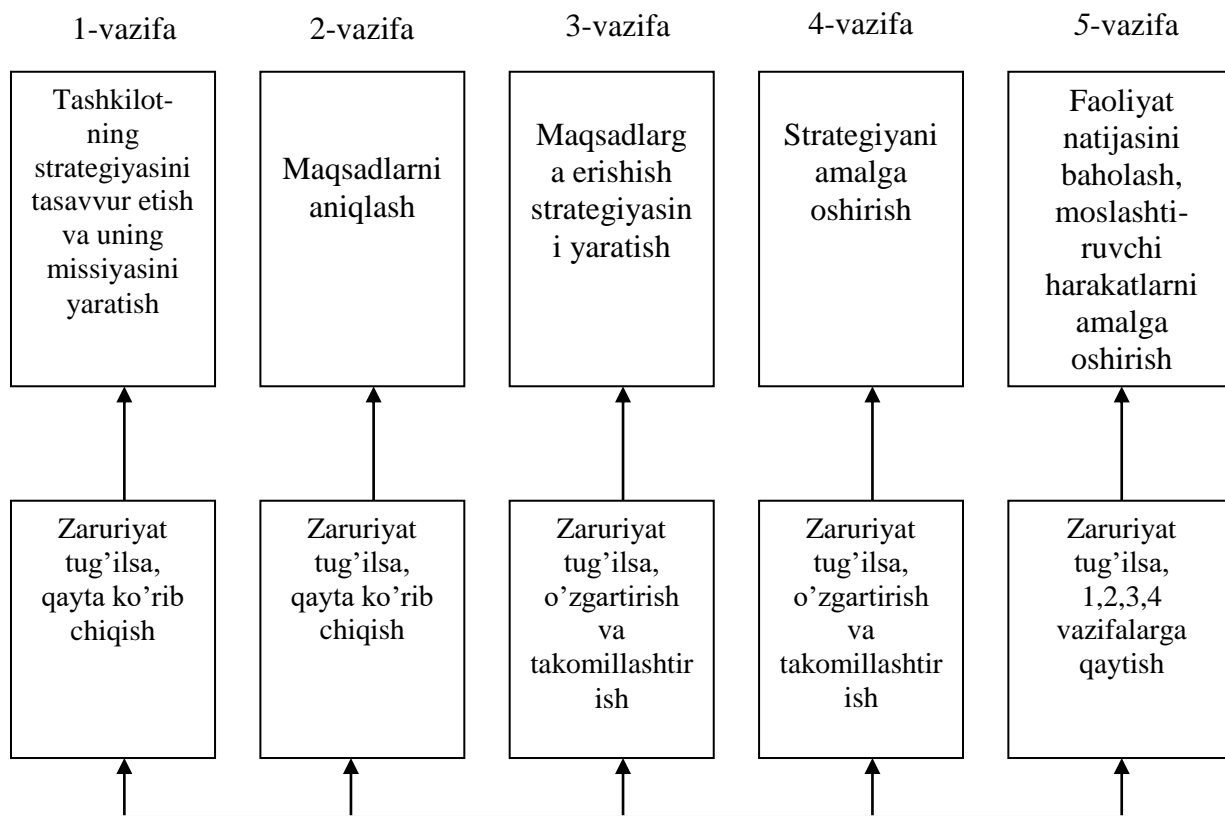 1-vazifa
2-vazifa
3-vazifa
4-vazifa
5-vazifa
Tashkilot-
ning
strategiyasini
tasavvur etish
va uning
missiyasini
yaratish
Maqsadlarni
aniqlash
Maqsadlarg
a erishish
strategiyasin
i yaratish
Strategiyani
amalga
oshirish
Faoliyat
natijasini
baholash,
moslashti-
ruvchi
harakatlarni
amalga
oshirish
Zaruriyat
tug’ilsa,
qayta ko’rib
chiqish
Zaruriyat
tug’ilsa,
qayta ko’rib
chiqish
Zaruriyat
tug’ilsa,
o’zgartirish
va
takomillashtir
ish
Zaruriyat
tug’ilsa,
o’zgartirish
va
takomillashtir
ish
Zaruriyat
tug’ilsa,
1,2,3,4
vazifalarga
qaytish